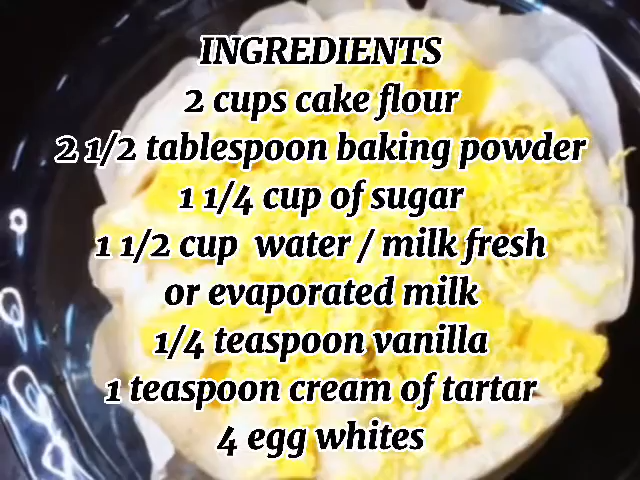 INGREDIENTS
2 cups cake flour
2 1/2 tablespoon baking powder
1 1/4 cup of sugar
1 1/2 cup water / milk fresh
or evaporated milk
1/4 teaspoon vanilla
1 teaspoon cream of tartar
4 egg whites